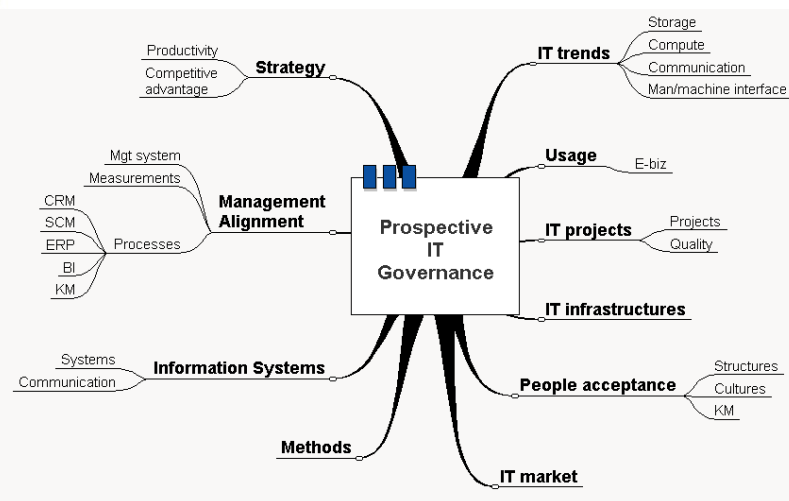 Storage
Productivity
IT trends
Compute
Strategy
Competitive
advantage
Communication
Man/machine interface
Mgt system
Usage
E-biz
Measurements
CRM
Management
Alignment
SCM
Processes
ERP
BI
KM
Prospective
IT
Governance
IT projects
Projects
Quality
IT infrastructures
Systems
Information Systems
Communication
People acceptance
Structures
Cultures
KM
Methods
IT market